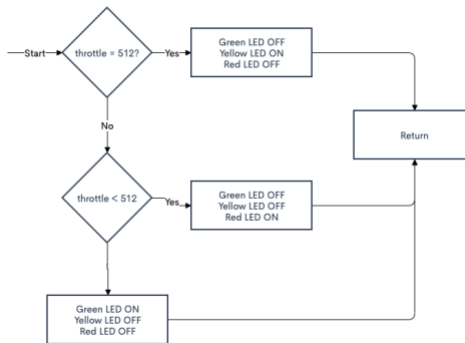 Start
throttle = 512?
Yes
Green LED OFF
Yellow LED ON
Red LED OFF
Return
No
throttle < 512
Yes
Green LED OFF
Yellow LED OFF
Red LED ON
Green LED ON
Yellow LED OFF
Red LED OFF